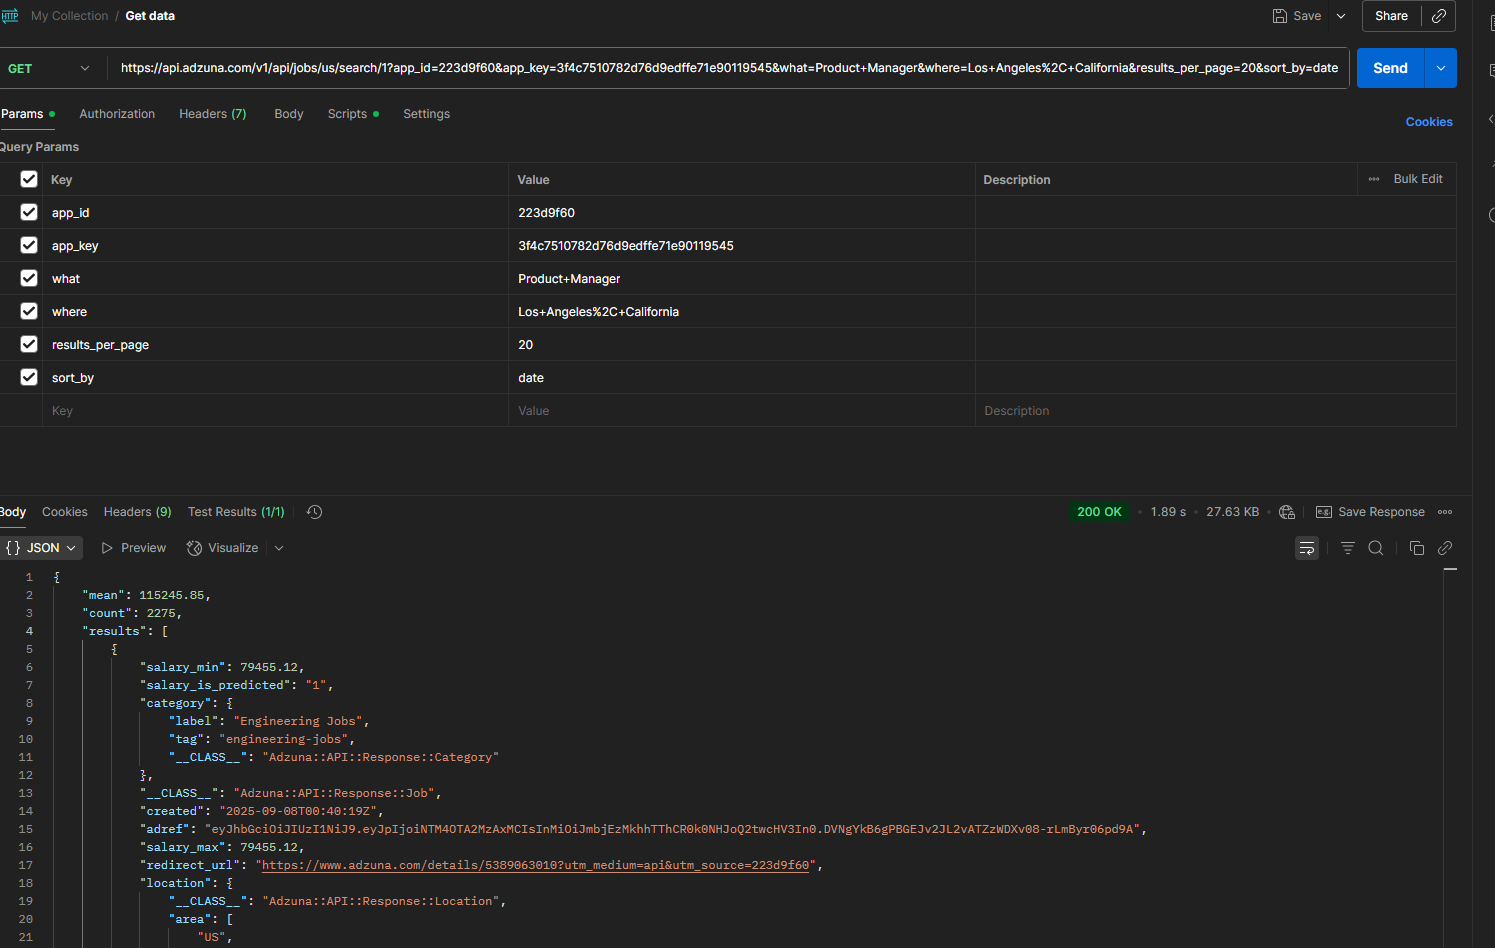 HTTP My Collection / Get data Save Share
GET https://api.adzuna.com/v1/api/jobs/us/search/1?app_id=223d9f60&app_key=3f4c7510782d76d9edffe71e90119545&what=Product+Manager&where=Los+Angeles%2C+California&results_per_page=20&sort_by=date Send
Params Authorization Headers (7) Body Scripts Settings Cookies
Query Params
Key Value Description Bulk Edit
app_id 223d9f60
app_key 3f4c7510782d76d9edffe71e90119545
what Product+Manager
where Los+Angeles%2C+California
results_per_page 20
sort_by date
Key Value Description
Body Cookies Headers (9) Test Results (1/1) 200 OK • 1.89 s • 27.63 KB • e.g. Save Response
{} JSON Preview Visualize
1 {
2 "mean": 115245.85,
3 "count": 2275,
4 "results": [
5 {
6 "salary_min": 79455.12,
7 "salary_is_predicted": "1",
8 "category": {
9 "label": "Engineering Jobs",
10 "tag": "engineering-jobs",
11 "__CLASS__": "Adzuna::API::Response::Category"
12 },
13 "__CLASS__": "Adzuna::API::Response::Job",
14 "created": "2025-09-08T00:40:19Z",
15 "adref": "eyJhbGciOiJIUzI1NiJ9.eyJpIjoiNTM4OTA2MzAxMCIsInMiOiJmbjEzMkhhTThCR0k0NHJoQ2twcHV3In0.DVNgYkB6gPBGEJv2JL2vATZzWDXv08-rLmByr06pd9A",
16 "salary_max": 79455.12,
17 "redirect_url": "https://www.adzuna.com/details/5389063010?utm_medium=api&utm_source=223d9f60",
18 "location": {
19 "__CLASS__": "Adzuna::API::Response::Location",
20 "area": [
21 "US",